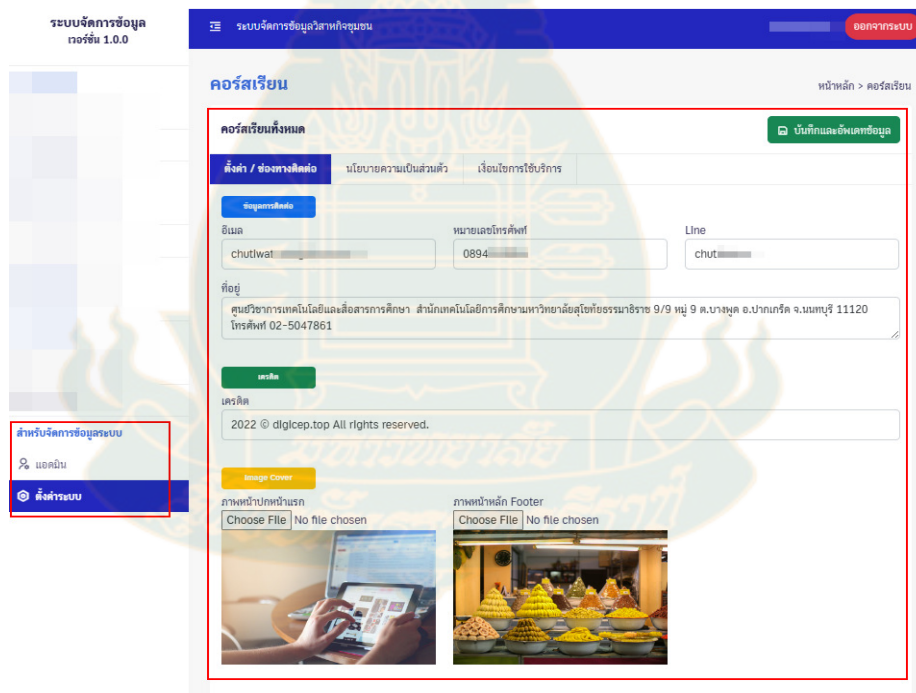 ระบบจัดการข้อมูล
เวอร์ชั่น 1.0.0
ระบบจัดการข้อมูลวิสาหกิจชุมชน
ออกจากระบบ
คอร์สเรียน
หน้าหลัก > คอร์สเรียน
คอร์สเรียนทั้งหมด
บันทึกและอัพเดทข้อมูล
ตั้งค่า / ช่องทางติดต่อ
นโยบายความเป็นส่วนตัว
เงื่อนไขการใช้บริการ
ข้อมูลการติดต่อ
อีเมล
หมายเลขโทรศัพท์
Line
chutiwat
0894
chut
ที่อยู่
ศูนย์วิชาการเทคโนโลยีและสื่อสารการศึกษา สำนักเทคโนโลยีการศึกษามหาวิทยาลัยสุโขทัยธรรมาธิราช 9/9 หมู่ 9 ต.บางพูด อ.ปากเกร็ด จ.นนทบุรี 11120
โทรศัพท์ 02-5047861
เครดิต
เครดิต
2022 © digicep.top All rights reserved.
สำหรับจัดการข้อมูลระบบ
แอดมิน
ตั้งค่าระบบ
Image Cover
ภาพหน้าปกหน้าแรก
ภาพหน้าหลัก Footer
Choose File No file chosen
Choose File No file chosen